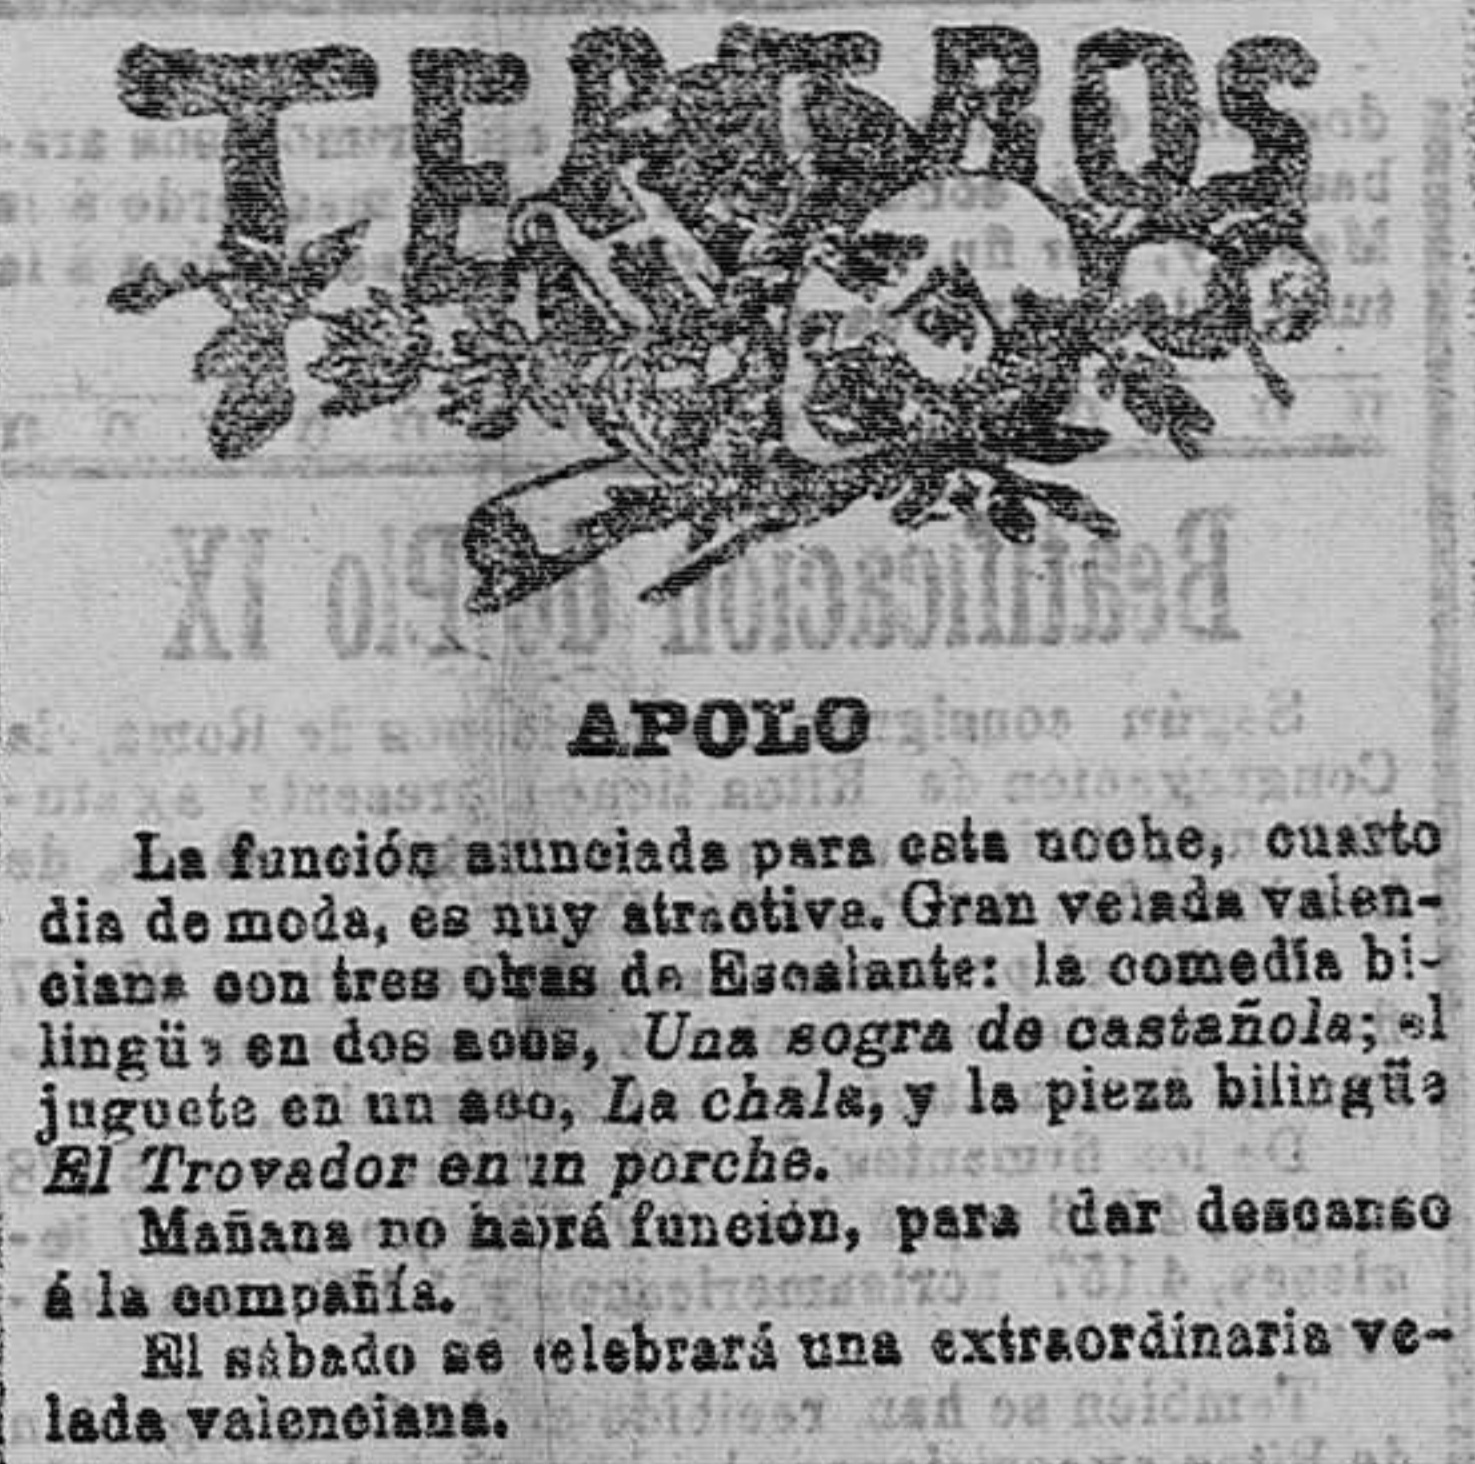 TEATROS
APOLO
La función anunciada para esta noche, cuarto
dia de moda, es muy atractiva. Gran velada valen-
ciana con tres obras de Escalante: la comedia bi-
lingüe en dos acos, Una sogra de castañola; el
juguete en un aco, La chala, y la pieza bilingüe
El Trovador en un porche.
Mañana no habrá función, para dar descanso
á la compañía.
El sábado se celebrará una extraordinaria ve-
lada valenciana.